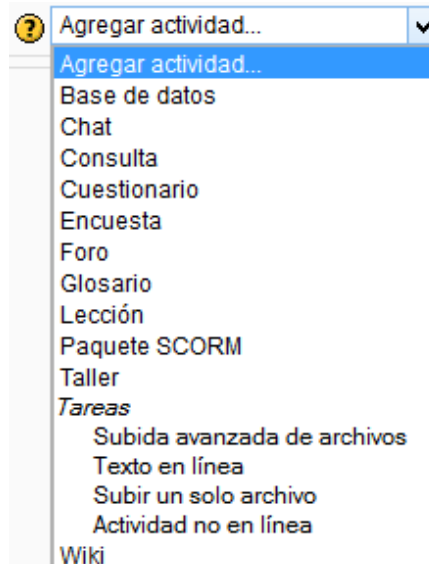 ? Agregar actividad...
Agregar actividad...
Base de datos
Chat
Consulta
Cuestionario
Encuesta
Foro
Glosario
Lección
Paquete SCORM
Taller
Tareas
Subida avanzada de archivos
Texto en línea
Subir un solo archivo
Actividad no en línea
Wiki